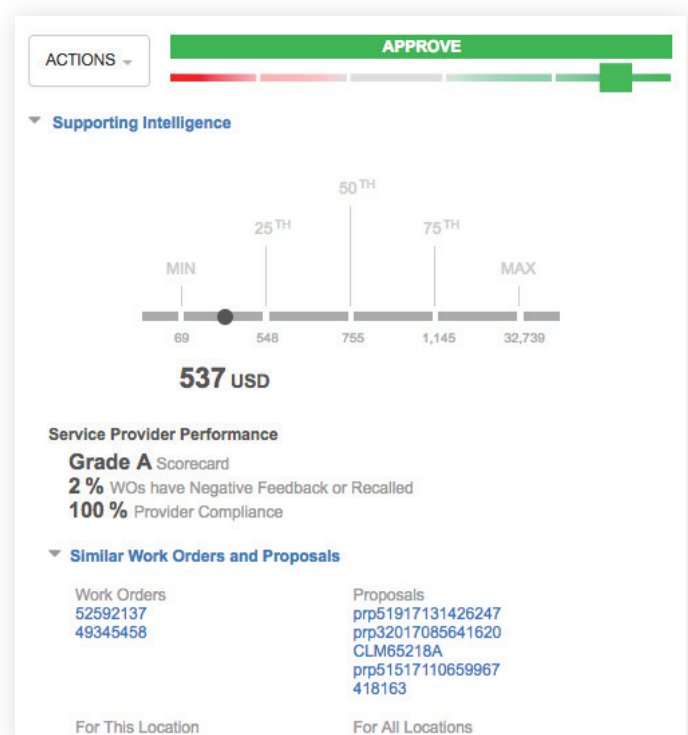 ACTIONS
APPROVE
Supporting Intelligence
50TH
25TH
75TH
MIN
MAX
69
548
755
1,145
32,739
537 USD
Service Provider Performance
Grade A Scorecard
2 % WOs have Negative Feedback or Recalled
100 % Provider Compliance
Similar Work Orders and Proposals
Work Orders
52592137
49345458
Proposals
prp51917131426247
prp32017085641620
CLM65218A
prp51517110659967
418163
For This Location
For All Locations